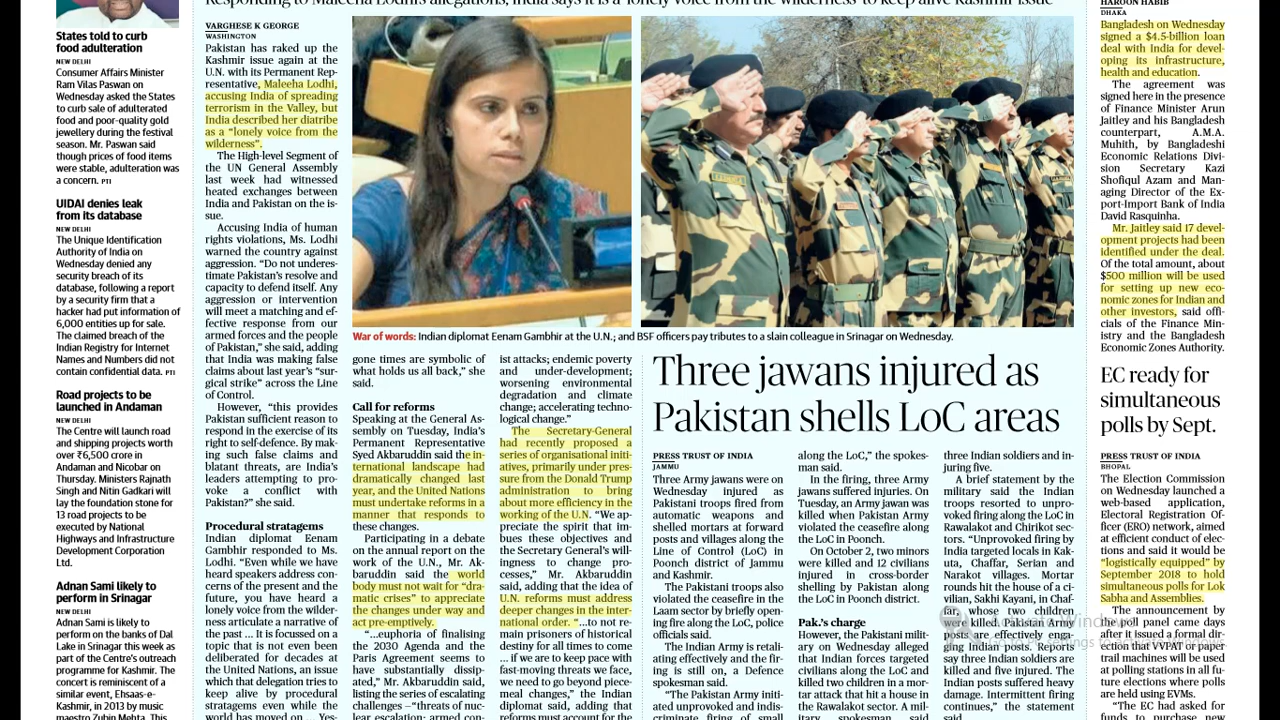 Responding to Maleeha Lodhi's allegations, India says it is a 'lonely voice from the wilderness' to keep alive Kashmir issue
States told to curb
food adulteration
NEW DELHI
Consumer Affairs Minister
Ram Vilas Paswan on
Wednesday asked the States
to curb sale of adulterated
food and poor-quality gold
jewellery during the festival
season. Mr. Paswan said
though prices of food items
were stable, adulteration was
a concern. PTI
UIDAI denies leak
from its database
NEW DELHI
The Unique Identification
Authority of India on
Wednesday denied any
security breach of its
database, following a report
by a security firm that a
hacker had put information of
6,000 entities up for sale.
The claimed breach of the
Indian Registry for Internet
Names and Numbers did not
contain confidential data. PTI
Road projects to be
launched in Andaman
NEW DELHI
The Centre will launch road
and shipping projects worth
over ₹6,500 crore in
Andaman and Nicobar on
Thursday. Ministers Rajnath
Singh and Nitin Gadkari will
lay the foundation stone for
13 road projects to be
executed by National
Highways and Infrastructure
Development Corporation
Ltd.
Adnan Sami likely to
perform in Srinagar
NEW DELHI
Adnan Sami is likely to
perform on the banks of Dal
Lake in Srinagar this week as
part of the Centre's outreach
programme for Kashmir. The
concert is reminiscent of a
similar event, Ehsaas-e-
Kashmir, in 2013 by music
maestro Zubin Mehta. This
VARGHESE K GEORGE
WASHINGTON
Pakistan has raked up the
Kashmir issue again at the
U.N. with its Permanent Rep-
resentative, Maleeha Lodhi,
accusing India of spreading
terrorism in the Valley, but
India described her diatribe
as a "lonely voice from the
wilderness".
The High-level Segment of
the UN General Assembly
last week had witnessed
heated exchanges between
India and Pakistan on the is-
sue.
Accusing India of human
rights violations, Ms. Lodhi
warned the country against
aggression. "Do not underes-
timate Pakistan's resolve and
capacity to defend itself. Any
aggression or intervention
will meet a matching and ef-
fective response from our
armed forces and the people
of Pakistan," she said, adding
that India was making false
claims about last year's "sur-
gical strike" across the Line
of Control.
However, "this provides
Pakistan sufficient reason to
respond in the exercise of its
right to self-defence. By mak-
ing such false claims and
blatant threats, are India's
leaders attempting to pro-
voke a conflict with
Pakistan?" she said.
Procedural stratagems
Indian diplomat Eenam
Gambhir responded to Ms.
Lodhi. "Even while we have
heard speakers address con-
cerns of the present and the
future, you have heard a
lonely voice from the wilder-
ness articulate a narrative of
the past ... It is focussed on a
topic that is not even been
deliberated for decades at
the United Nations, an issue
which that delegation tries to
keep alive by procedural
stratagems even while the
world has moved on ... Yes-
War of words: Indian diplomat Eenam Gambhir at the U.N.; and BSF officers pay tributes to a slain colleague in Srinagar on Wednesday.
gone times are symbolic of
what holds us all back," she
said.
Call for reforms
Speaking at the General As-
sembly on Tuesday, India's
Permanent Representative
Syed Akbaruddin said the in-
ternational landscape had
dramatically changed last
year, and the United Nations
must undertake reforms in a
manner that responds to
these changes.
Participating in a debate
on the annual report on the
work of the U.N., Mr. Ak-
baruddin said the world
body must not wait for "dra-
matic crises" to appreciate
the changes under way and
act pre-emptively.
"...euphoria of finalising
the 2030 Agenda and the
Paris Agreement seems to
have substantially dissip-
ated," Mr. Akbaruddin said,
listing the series of escalating
challenges —"threats of nuc-
lear escalation; armed con-
ist attacks; endemic poverty
and under-development;
worsening environmental
degradation and climate
change; accelerating techno-
logical change."
The Secretary-General
had recently proposed a
series of organisational initi-
atives, primarily under pres-
sure from the Donald Trump
administration to bring
about more efficiency in the
working of the U.N. "We ap-
preciate the spirit that im-
bues these objectives and
the Secretary General's will-
ingness to change pro-
cesses," Mr. Akbaruddin
said, adding that the idea of
U.N. reforms must address
deeper changes in the inter-
national order. "...to not re-
main prisoners of historical
destiny for all times to come
... if we are to keep pace with
fast-moving threats we face,
we need to go beyond piece-
meal changes," the Indian
diplomat said, adding that
reforms must account for the
Three jawans injured as
Pakistan shells LoC areas
PRESS TRUST OF INDIA
JAMMU
Three Army jawans were on
Wednesday injured as
Pakistani troops fired from
automatic weapons and
shelled mortars at forward
posts and villages along the
Line of Control (LoC) in
Poonch district of Jammu
and Kashmir.
The Pakistani troops also
violated the ceasefire in the
Laam sector by briefly open-
ing fire along the LoC, police
officials said.
The Indian Army is retali-
ating effectively and the fir-
ing is still on, a Defence
spokesman said.
"The Pakistan Army initi-
ated unprovoked and indis-
criminate firing of small
along the LoC," the spokes-
man said.
In the firing, three Army
jawans suffered injuries. On
Tuesday, an Army jawan was
killed when Pakistan Army
violated the ceasefire along
the LoC in Poonch.
On October 2, two minors
were killed and 12 civilians
injured in cross-border
shelling by Pakistan along
the LoC in Poonch district.
Pak.'s charge
However, the Pakistani milit-
ary on Wednesday alleged
that Indian forces targeted
civilians along the LoC and
killed two children in a mor-
tar attack that hit a house in
the Rawalakot sector. A mil-
itary spokesman said
three Indian soldiers and in-
juring five.
A brief statement by the
military said the Indian
troops resorted to unpro-
voked firing along the LoC in
Rawalakot and Chirikot sec-
tors. "Unprovoked firing by
India targeted locals in Kak-
uta, Chaffar, Serian and
Narakot villages. Mortar
rounds hit the house of a ci-
vilian, Sakhi Kayani, in Chaf-
far, whose two children
killed. Pakistan Army
posts effectively enga-
ging Indian posts. Reports
say three Indian soldiers are
killed and five injured. The
Indian posts suffered heavy
damage. Intermittent firing
continues," the statement
said.
HAROON HABIB
DHAKA
Bangladesh on Wednesday
signed a $4.5-billion loan
deal with India for devel-
oping its infrastructure,
health and education.
The agreement was
signed here in the presence
of Finance Minister Arun
Jaitley and his Bangladesh
counterpart, A.M.A.
Muhith, by Bangladeshi
Economic Relations Divi-
sion Secretary Kazi
Shofiqul Azam and Man-
aging Director of the Ex-
port-Import Bank of India
David Rasquinha.
Mr. Jaitley said 17 devel-
opment projects had been
identified under the deal.
Of the total amount, about
$500 million will be used
for setting up new eco-
nomic zones for Indian and
other investors, said offi-
cials of the Finance Min-
istry and the Bangladesh
Economic Zones Authority.
EC ready for
simultaneous
polls by Sept.
PRESS TRUST OF INDIA
BHOPAL
The Election Commission
on Wednesday launched a
web-based application,
Electoral Registration Of-
ficer (ERO) network, aimed
at efficient conduct of elec-
tions and said it would be
"logistically equipped" by
September 2018 to hold
simultaneous polls for Lok
Sabha and Assemblies.
The announcement by
the poll panel came days
after it issued formal dir-
ection that VVPAT or paper
trail machines will be used
at polling stations in all fu-
ture elections where polls
are held using EVMs.
"The EC had asked for
funds to purchase new
Activate Windows
Go to PC settings to activate Windows.